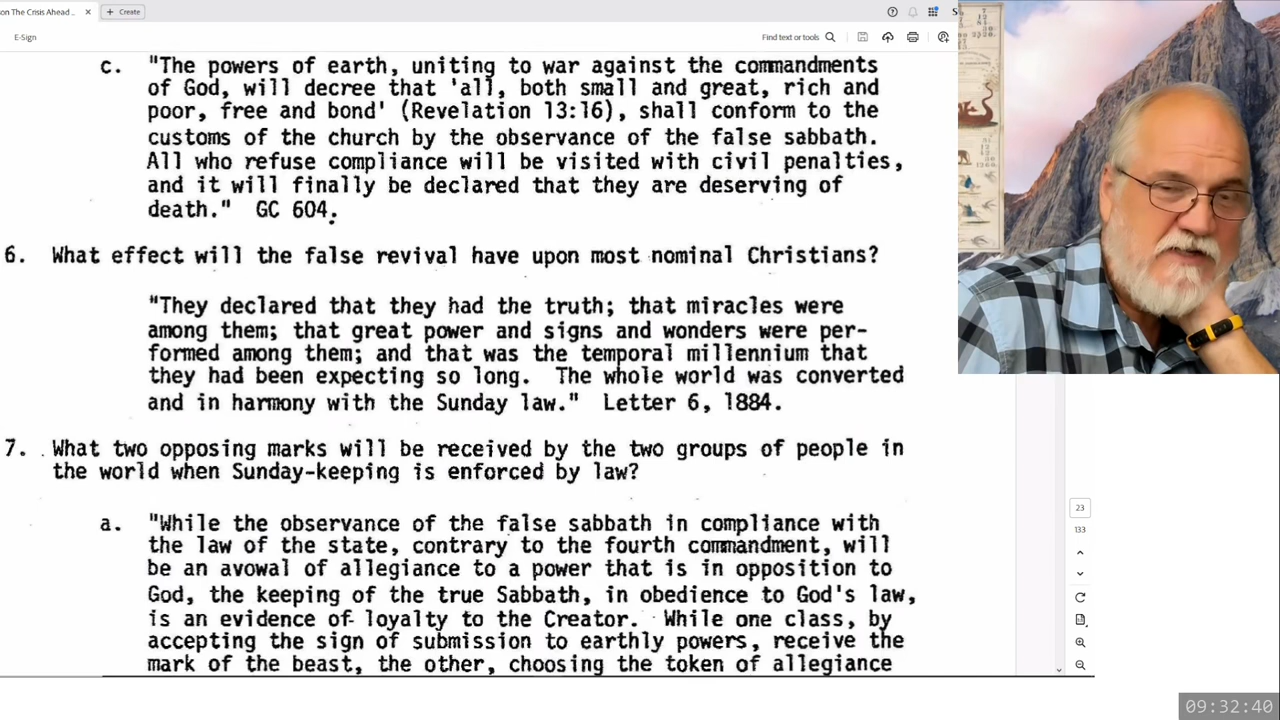 on The Crisis Ahead ...
Create
E-Sign
Find text or tools
c. "The powers of earth, uniting to war against the commandments
of God, will decree that 'all, both small and great, rich and
poor, free and bond' (Revelation 13:16), shall conform to the
customs of the church by the observance of the false sabbath.
All who refuse compliance will be visited with civil penalties,
and it will finally be declared that they are deserving of
death." GC 604.
6. What effect will the false revival have upon most nominal Christians?
"They declared that they had the truth; that miracles were
among them; that great power and signs and wonders were per-
formed among them; and that was the temporal millennium that
they had been expecting so long. The whole world was converted
and in harmony with the Sunday law." Letter 6, 1884.
7. What two opposing marks will be received by the two groups of people in
the world when Sunday-keeping is enforced by law?
a. "While the observance of the false sabbath in compliance with
the law of the state, contrary to the fourth commandment, will
be an avowal of allegiance to a power that is in opposition to
God, the keeping of the true Sabbath, in obedience to God's law,
is an evidence of loyalty to the Creator. While one class, by
accepting the sign of submission to earthly powers, receive the
mark of the beast, the other, choosing the token of allegiance
23
133
09:32:40